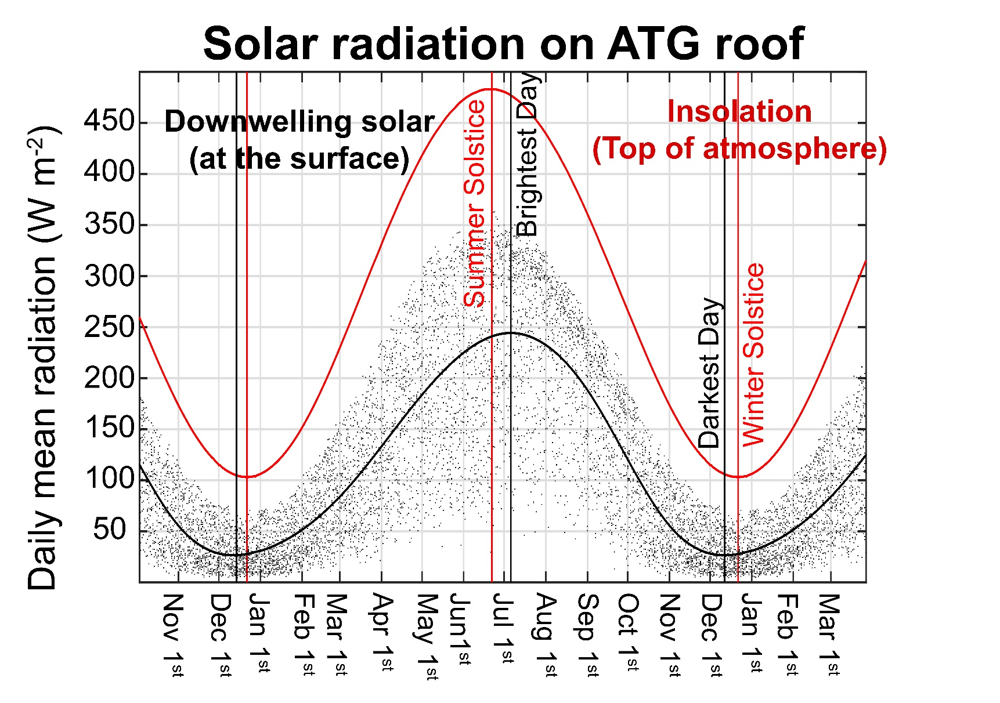 Solar radiation on ATG roof
Daily mean radiation (W m-2)
450
400
350
300
250
200
150
100
50
Downwelling solar
(at the surface)
Insolation
(Top of atmosphere)
Summer Solstice
Brightest Day
Darkest Day
Winter Solstice
Nov 1st
Dec 1st
Jan 1st
Feb 1st
Mar 1st
Apr 1st
May 1st
Jun1st
Jul 1st
Aug 1st
Sep 1st
Oct 1st
Nov 1st
Dec 1st
Jan 1st
Feb 1st
Mar 1st